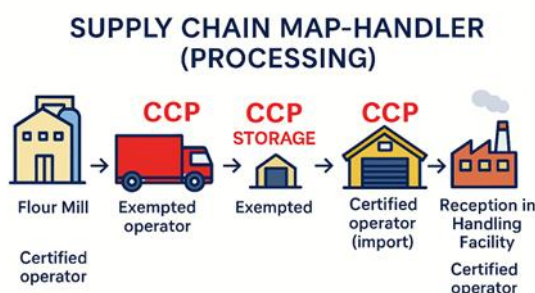 SUPPLY CHAIN MAP-HANDLER
(PROCESSING)
CCP
CCP
STORAGE
CCP
Flour Mill
Exempted
operator
Exempted
Certified
operator
(import)
Reception in
Handling
Facility
Certified
operator
Certified
operator